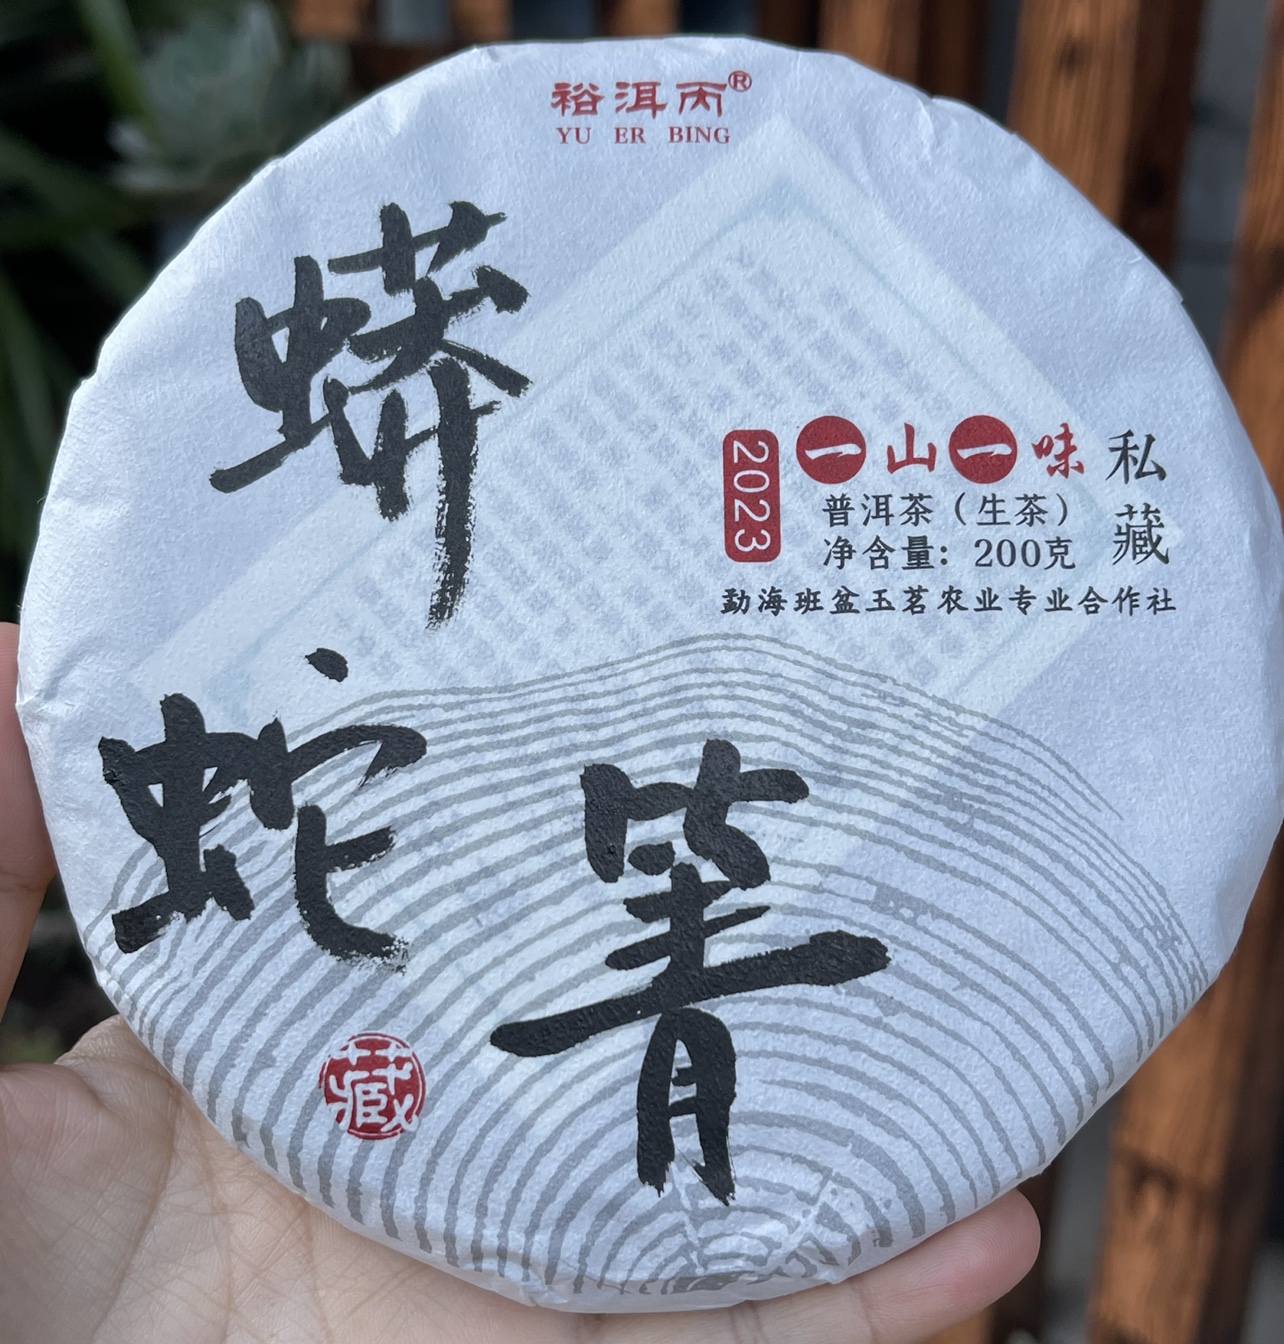 裕洱丙®
YU ER BING
蟒
蛇
箐
2023
一山一味
私藏
普洱茶（生茶）
净含量：200克
勐海班盆玉茗农业专业合作社
藏